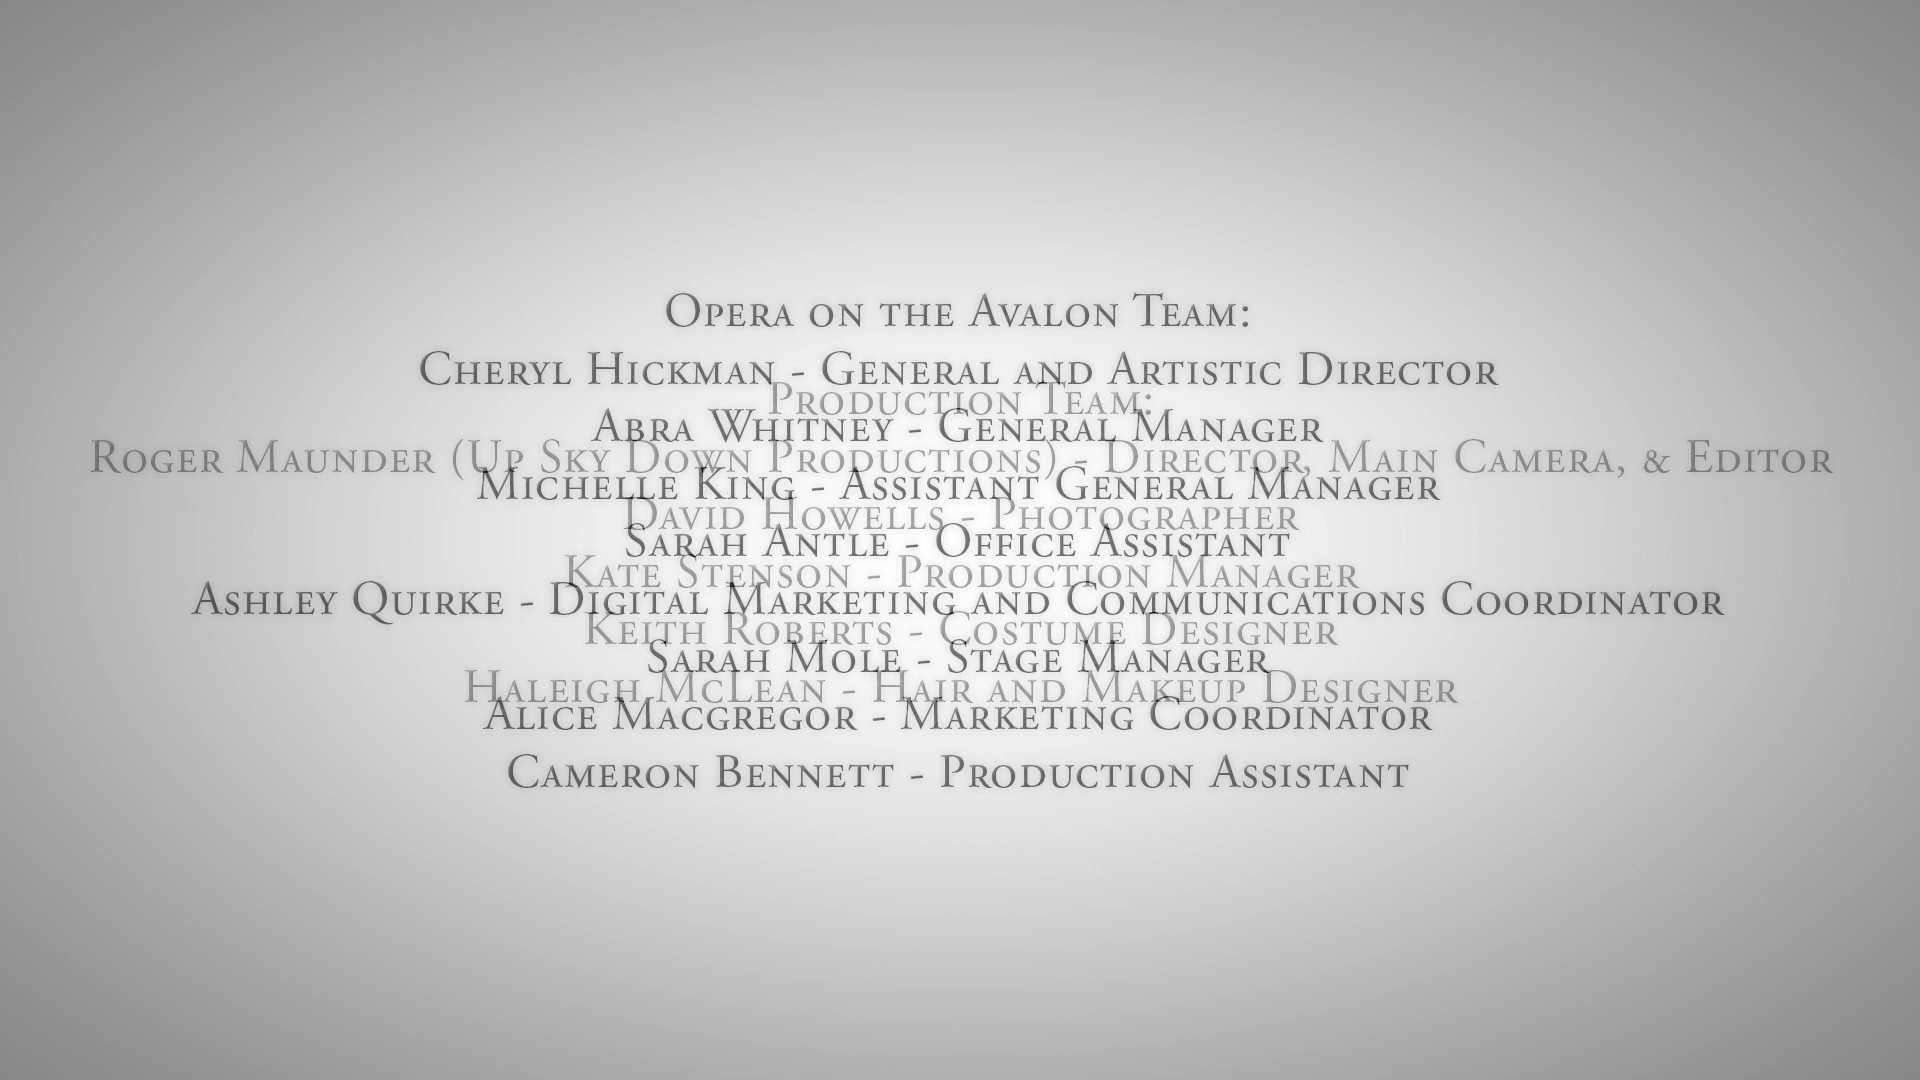 Opera on the Avalon Team:
Cheryl Hickman - General and Artistic Director
Production Team:
Abra Whitney - General Manager
Roger Maunder (Up Sky Down Productions) - Director, Main Camera, & Editor
Michelle King - Assistant General Manager
David Howells - Photographer
Sarah Antle - Office Assistant
Kate Stenson - Production Manager
Ashley Quirke - Digital Marketing and Communications Coordinator
Keith Roberts - Costume Designer
Sarah Mole - Stage Manager
Haleigh McLean - Hair and Makeup Designer
Alice Macgregor - Marketing Coordinator
Cameron Bennett - Production Assistant